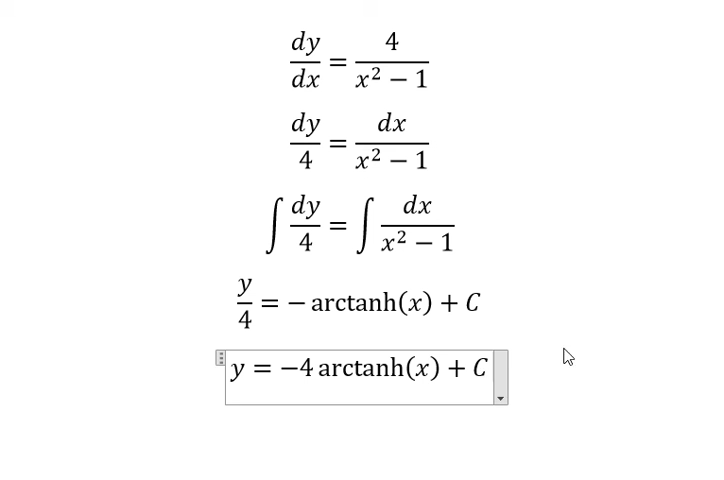 dy/dx = 4/(x² − 1)
dy/4 = dx/(x² − 1)
∫ dy/4 = ∫ dx/(x² − 1)
y/4 = − arctanh(x) + C
y = −4 arctanh(x) + C